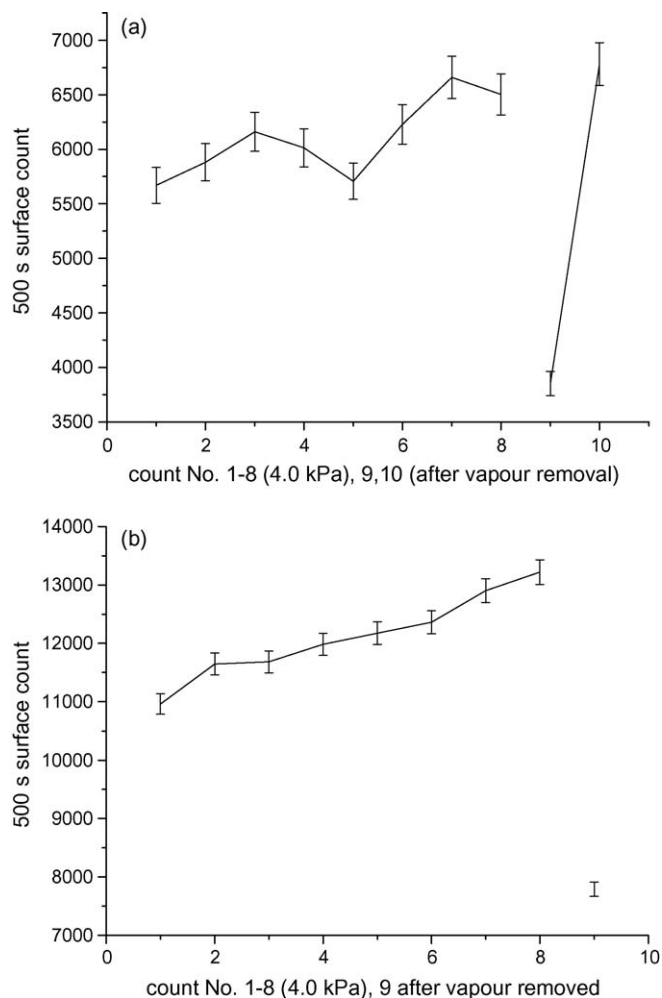 (a)
7000
6500
6000
5500
5000
4500
4000
3500
500 s surface count
0 2 4 6 8 10
count No. 1-8 (4.0 kPa), 9,10 (after vapour removal)
(b)
14000
13000
12000
11000
10000
9000
8000
7000
500 s surface count
0 2 4 6 8 10
count No. 1-8 (4.0 kPa), 9 after vapour removed